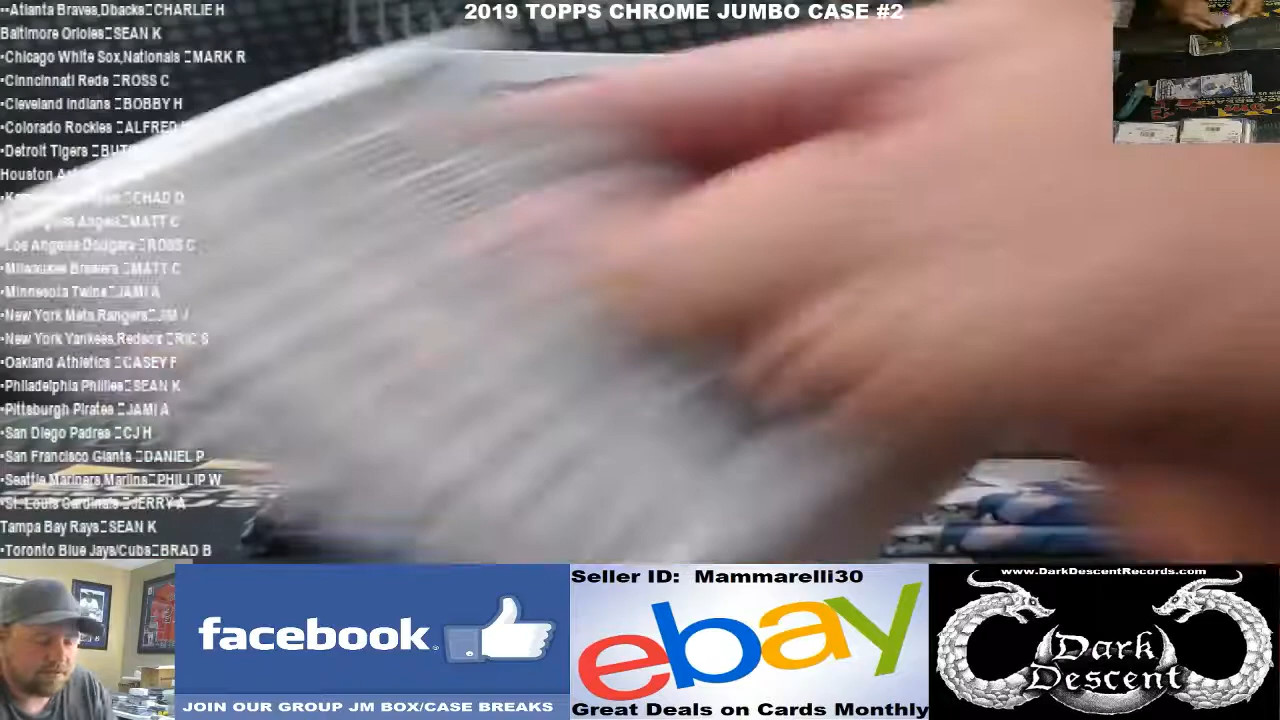 2019 TOPPS CHROME JUMBO CASE #2
••Atlanta Braves,Dbacks CHARLIE H
Baltimore Orioles SEAN K
•Chicago White Sox,Nationals MARK R
•Cinncinnati Reds ROSS C
•Cleveland Indians BOBBY H
•Colorado Rockies ALFRED
•Detroit Tigers
Houston
CHAD D
MATT C
•Los Angeles Dodgers ROSS C
•Milwaukee Brewers MATT C
•Minnesota Twins JAMI A
•New York Mets,Rangers JIM J
•New York Yankees,Redsox ERIC S
•Oakland Athletics CASEY F
•Philadelphia Phillies SEAN K
•Pittsburgh Pirates JAMI A
•San Diego Padres CJ H
•San Francisco Giants DANIEL P
•Seattle Mariners,Marlins PHILLIP W
•St. Louis Cardinals JERRY A
Tampa Bay Rays SEAN K
•Toronto Blue Jays/Cubs BRAD B
facebook
JOIN OUR GROUP JM BOX/CASE BREAKS
Seller ID: Mammarelli30
ebay
Great Deals on Cards Monthly
www.DarkDescentRecords.com
Dark
Descent